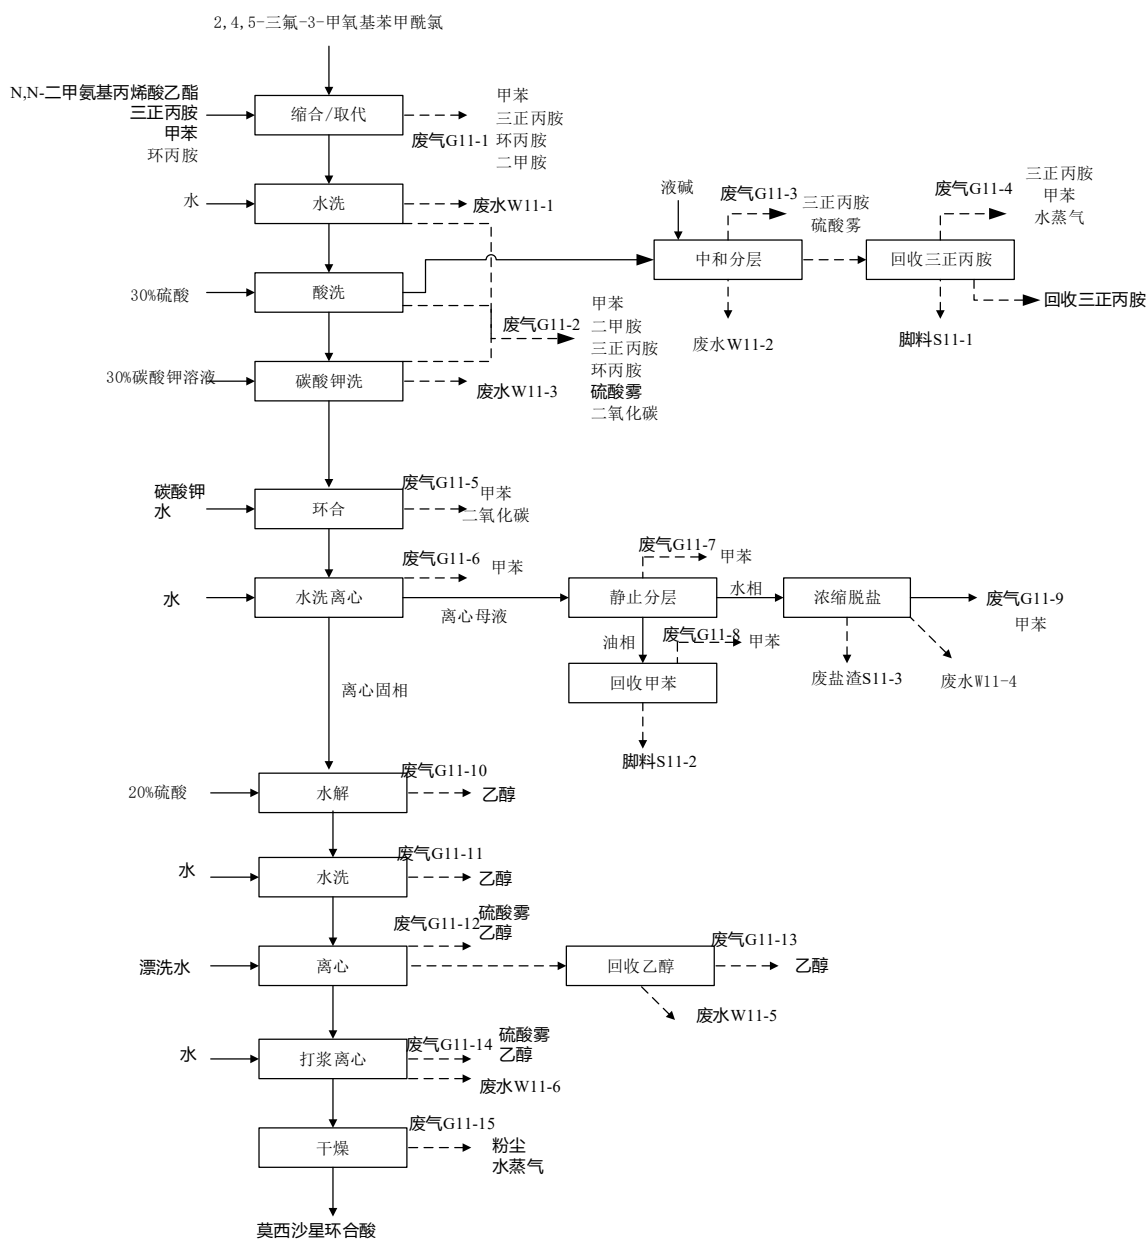 2,4,5-三氟-3-甲氧基苯甲酰氯
N,N-二甲氨基丙烯酸乙酯
三正丙胺
甲苯
环丙胺
缩合/取代
废气G11-1
甲苯
三正丙胺
环丙胺
二甲胺
水
水洗
废水W11-1
液碱
废气G11-3
三正丙胺
硫酸雾
废气G11-4
三正丙胺
甲苯
水蒸气
中和分层
回收三正丙胺
30%硫酸
酸洗
废气G11-2
甲苯
二甲胺
三正丙胺
环丙胺
硫酸雾
二氧化碳
废水W11-2
脚料S11-1
回收三正丙胺
30%碳酸钾溶液
碳酸钾洗
废水W11-3
碳酸钾
水
环合
废气G11-5
甲苯
二氧化碳
水
水洗离心
废气G11-6
甲苯
离心母液
静止分层
废气G11-7
甲苯
水相
浓缩脱盐
废气G11-9
甲苯
油相
废气G11-8
甲苯
回收甲苯
废盐渣S11-3
废水W11-4
离心固相
脚料S11-2
20%硫酸
水解
废气G11-10
乙醇
水
水洗
废气G11-11
乙醇
漂洗水
离心
废气G11-12
硫酸雾
乙醇
回收乙醇
废气G11-13
乙醇
废水W11-5
水
打浆离心
废气G11-14
硫酸雾
乙醇
废水W11-6
干燥
废气G11-15
粉尘
水蒸气
莫西沙星环合酸